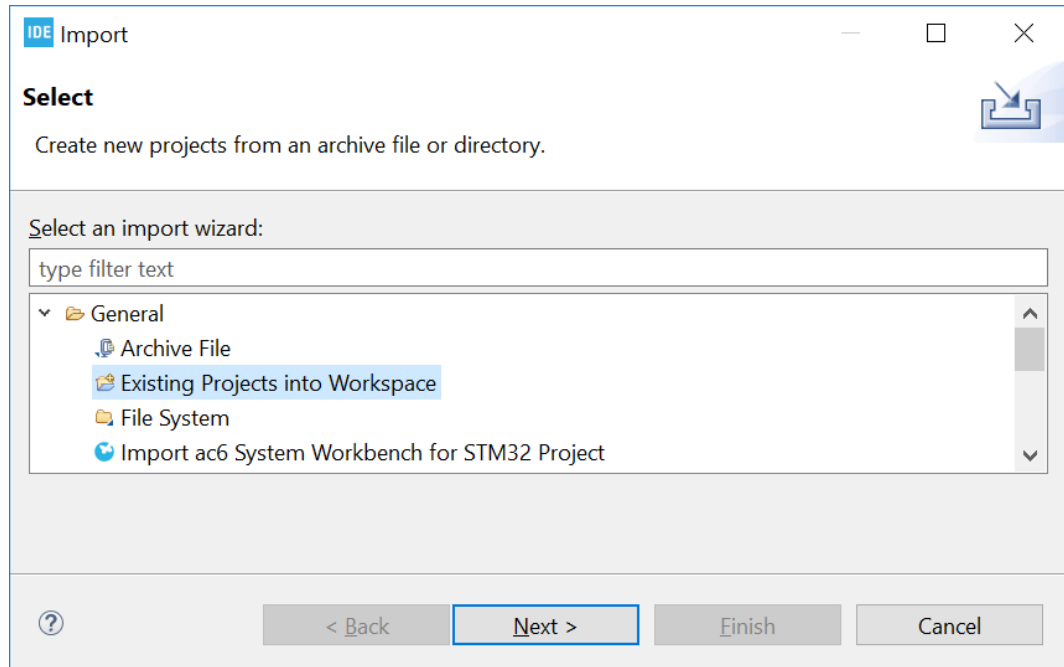 IDE Import
Select
Create new projects from an archive file or directory.
Select an import wizard:
type filter text
General
Archive File
Existing Projects into Workspace
File System
Import ac6 System Workbench for STM32 Project
< Back Next > Finish Cancel